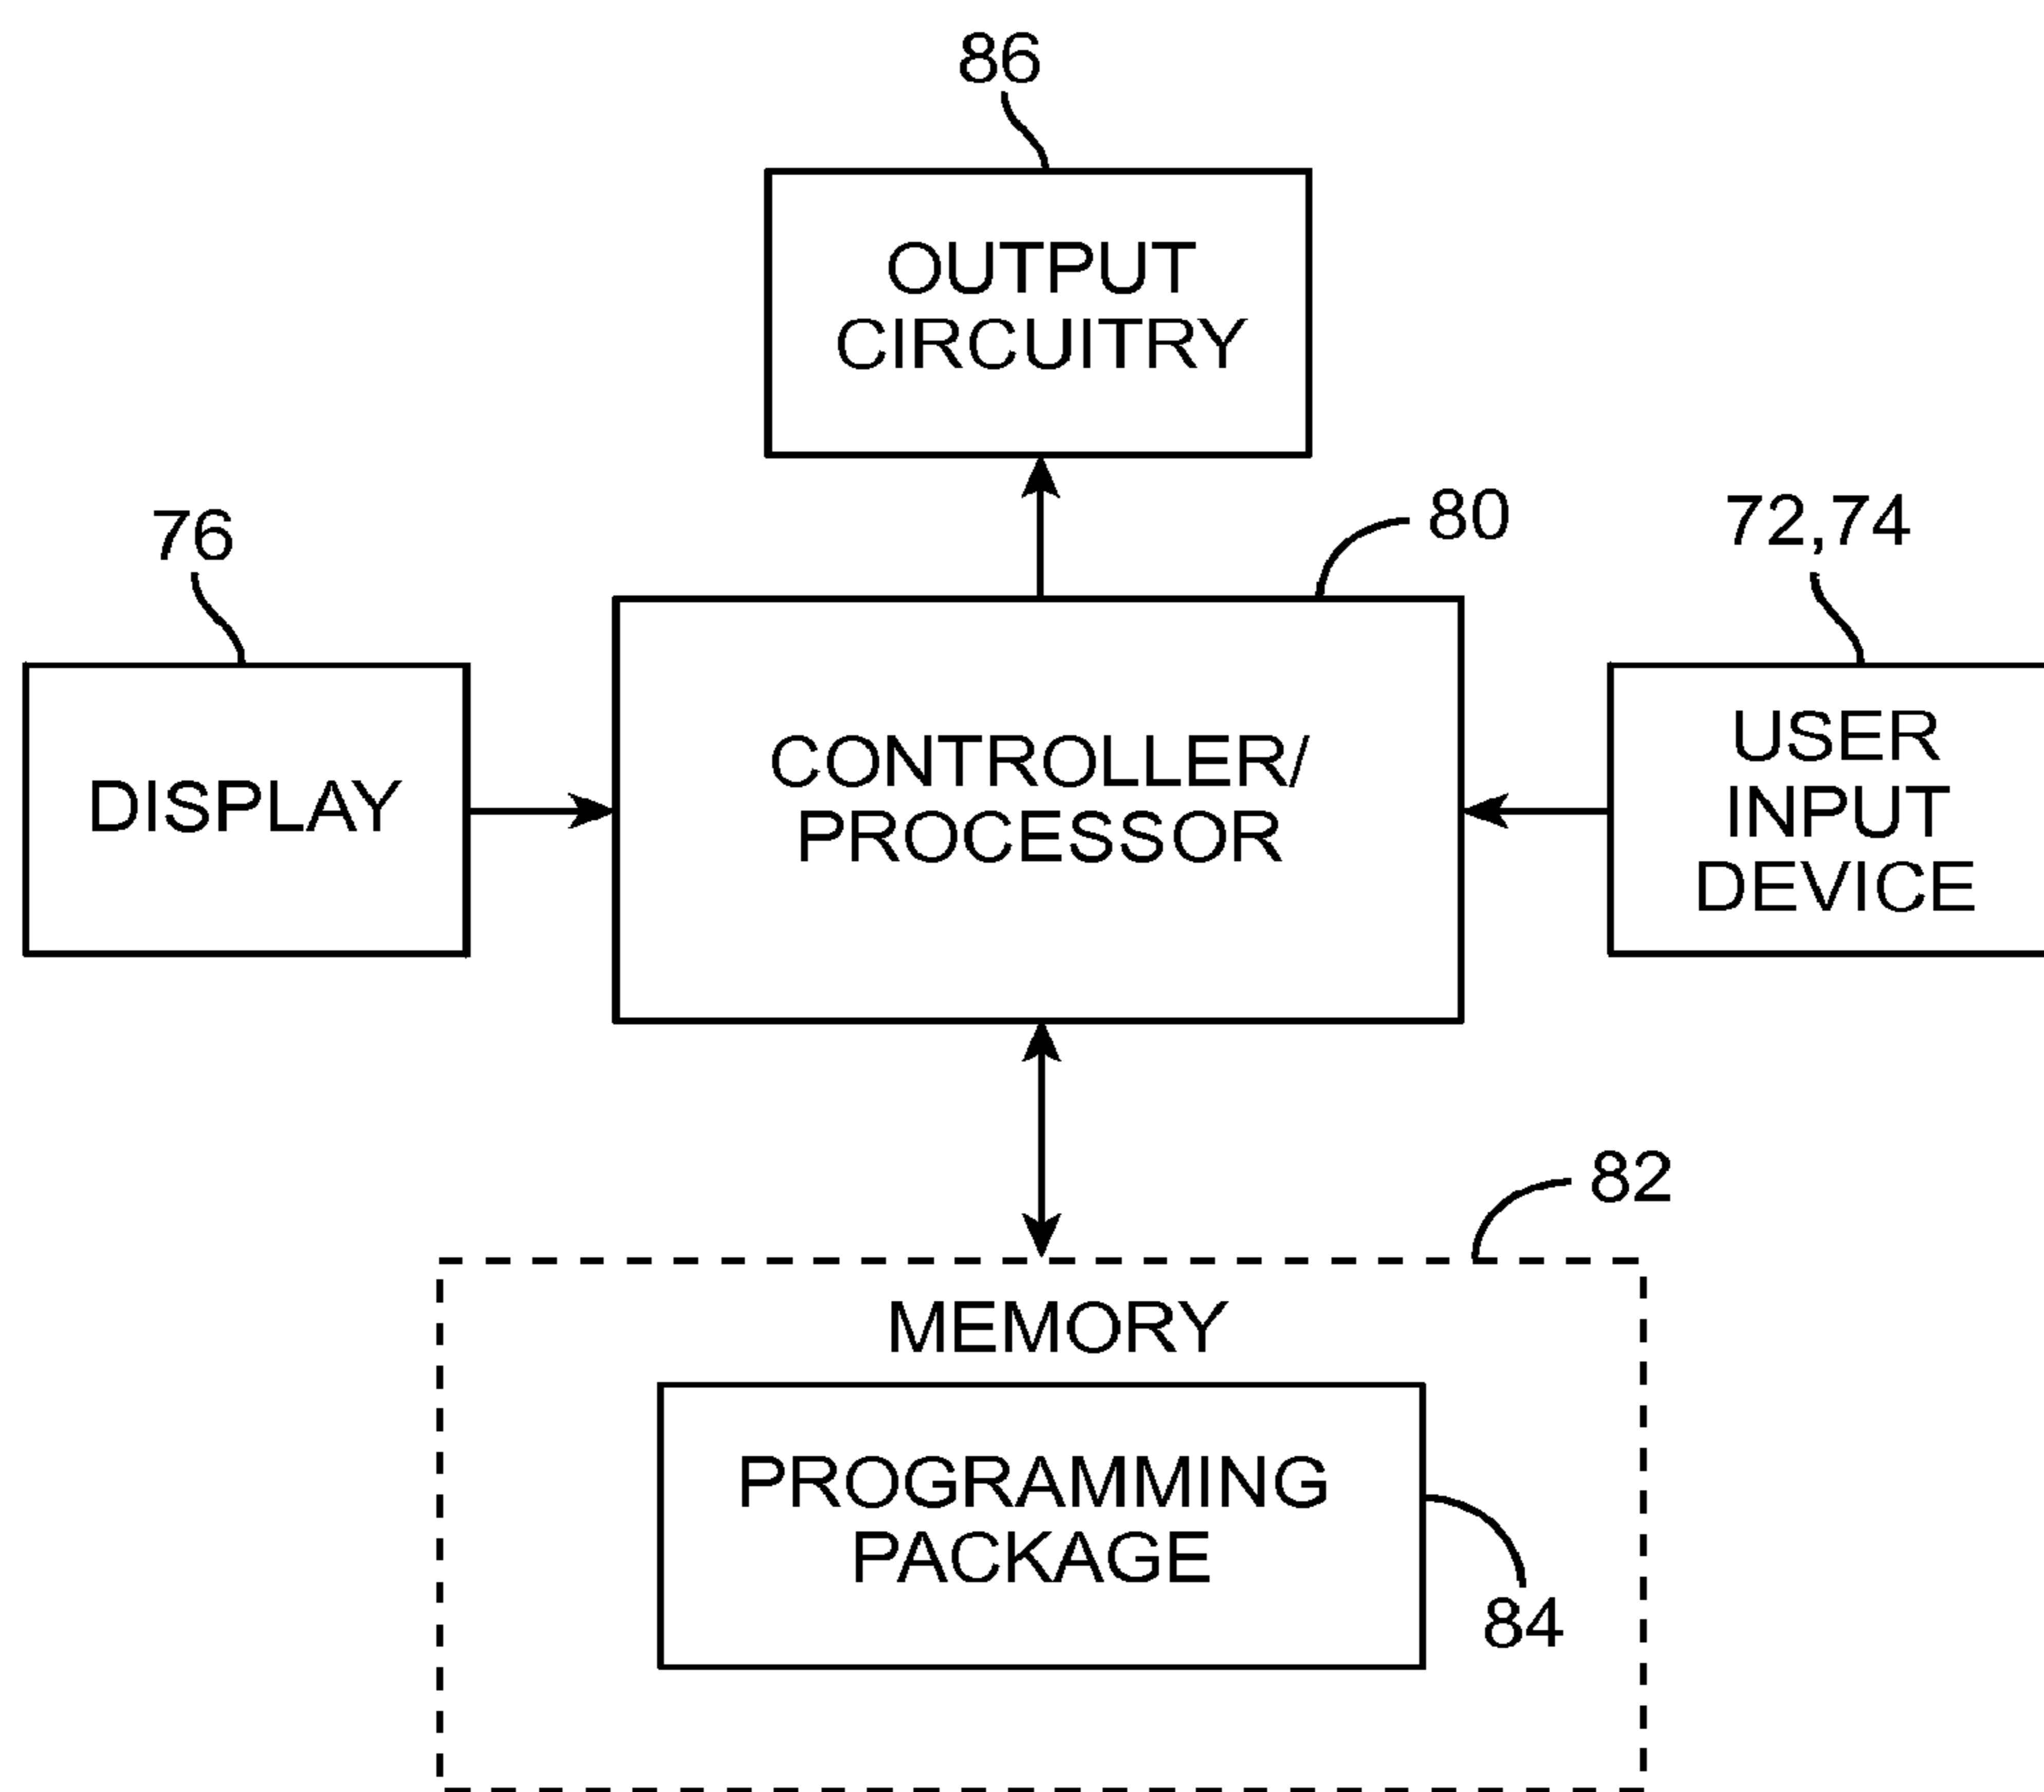 86
OUTPUT
CIRCUITRY
76
80
72,74
DISPLAY
CONTROLLER/
PROCESSOR
USER
INPUT
DEVICE
82
MEMORY
PROGRAMMING
PACKAGE
84